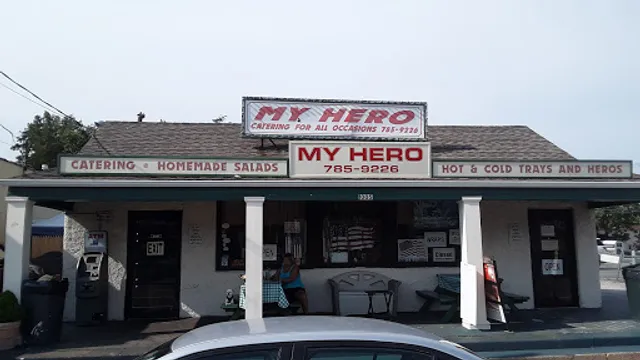 MY HERO
CATERING FOR ALL OCCASIONS 785-9226
CATERING • HOMEMADE SALADS
MY HERO
785-9226
HOT & COLD TRAYS AND HEROS
ATM
EXIT